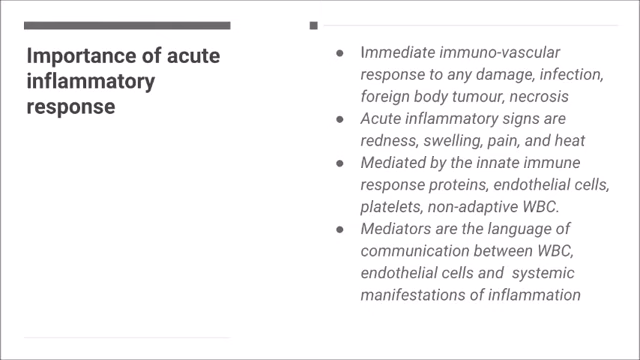 Importance of acute
inflammatory
response
● Immediate immuno-vascular
response to any damage, infection,
foreign body tumour, necrosis
● Acute inflammatory signs are
redness, swelling, pain, and heat
● Mediated by the innate immune
response proteins, endothelial cells,
platelets, non-adaptive WBC.
● Mediators are the language of
communication between WBC,
endothelial cells and  systemic
manifestations of inflammation